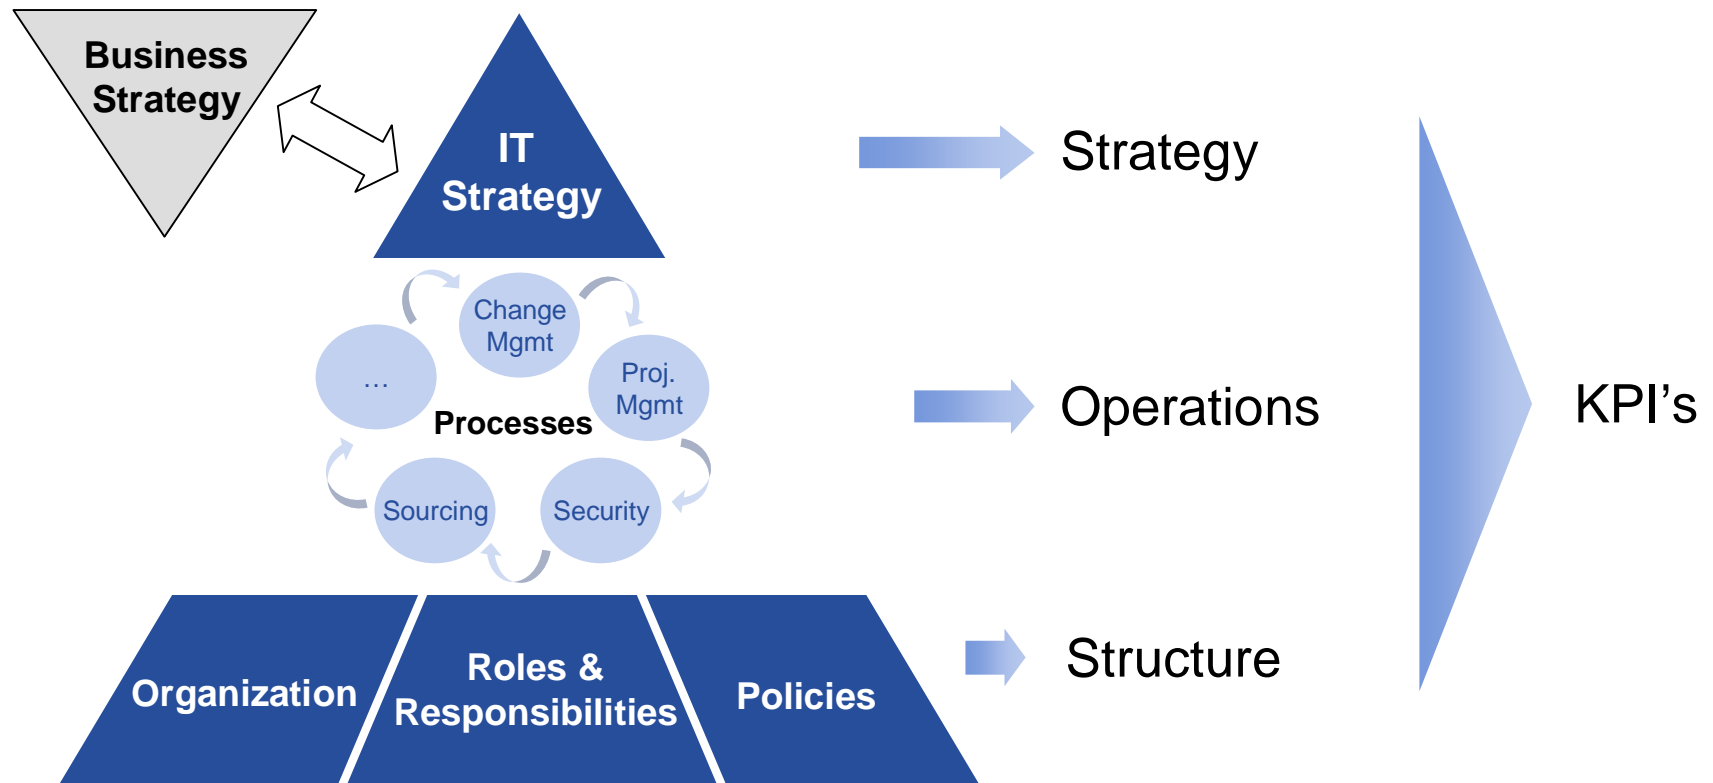 Business
Strategy
IT
Strategy
Strategy
Change
Mgmt
…
Proj.
Mgmt
Processes
Operations
KPI’s
Sourcing
Security
Organization
Roles &
Responsibilities
Policies
Structure